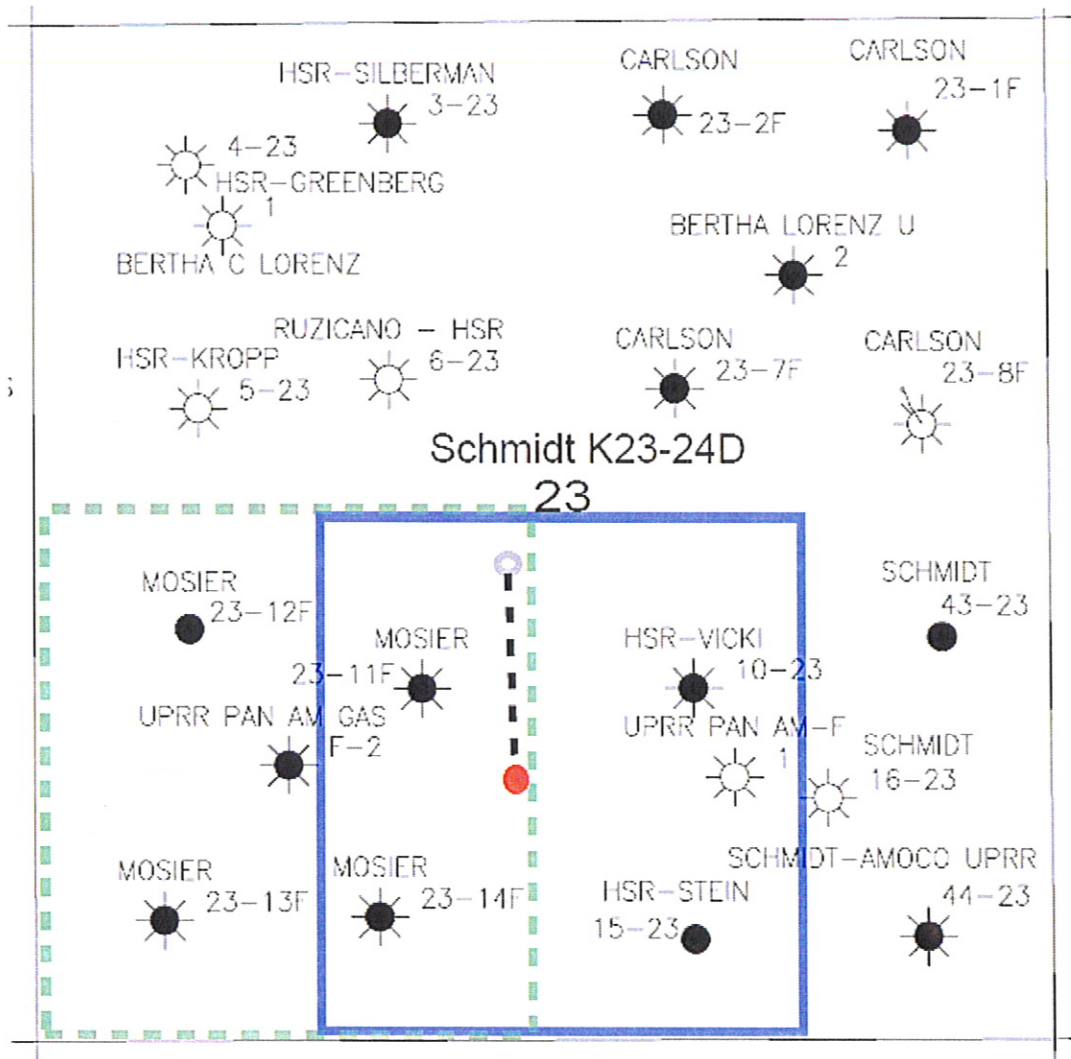 HSR-SILBERMAN
3-23
CARLSON
23-2F
CARLSON
23-1F
4-23
HSR-GREENBERG
1
BERTHA C LORENZ
BERTHA LORENZ U
2
RUZICANO - HSR
6-23
HSR-KROPP
5-23
CARLSON
23-7F
CARLSON
23-8F
Schmidt K23-24D
23
MOSIER
23-12F
MOSIER
23-11F
HSR-VICKI
10-23
SCHMIDT
43-23
UPRR PAN AM GAS
F-2
UPRR PAN AM-F
1
SCHMIDT
16-23
MOSIER
23-13F
MOSIER
23-14F
HSR-STEIN
15-23
SCHMIDT-AMOCO UPRR
44-23